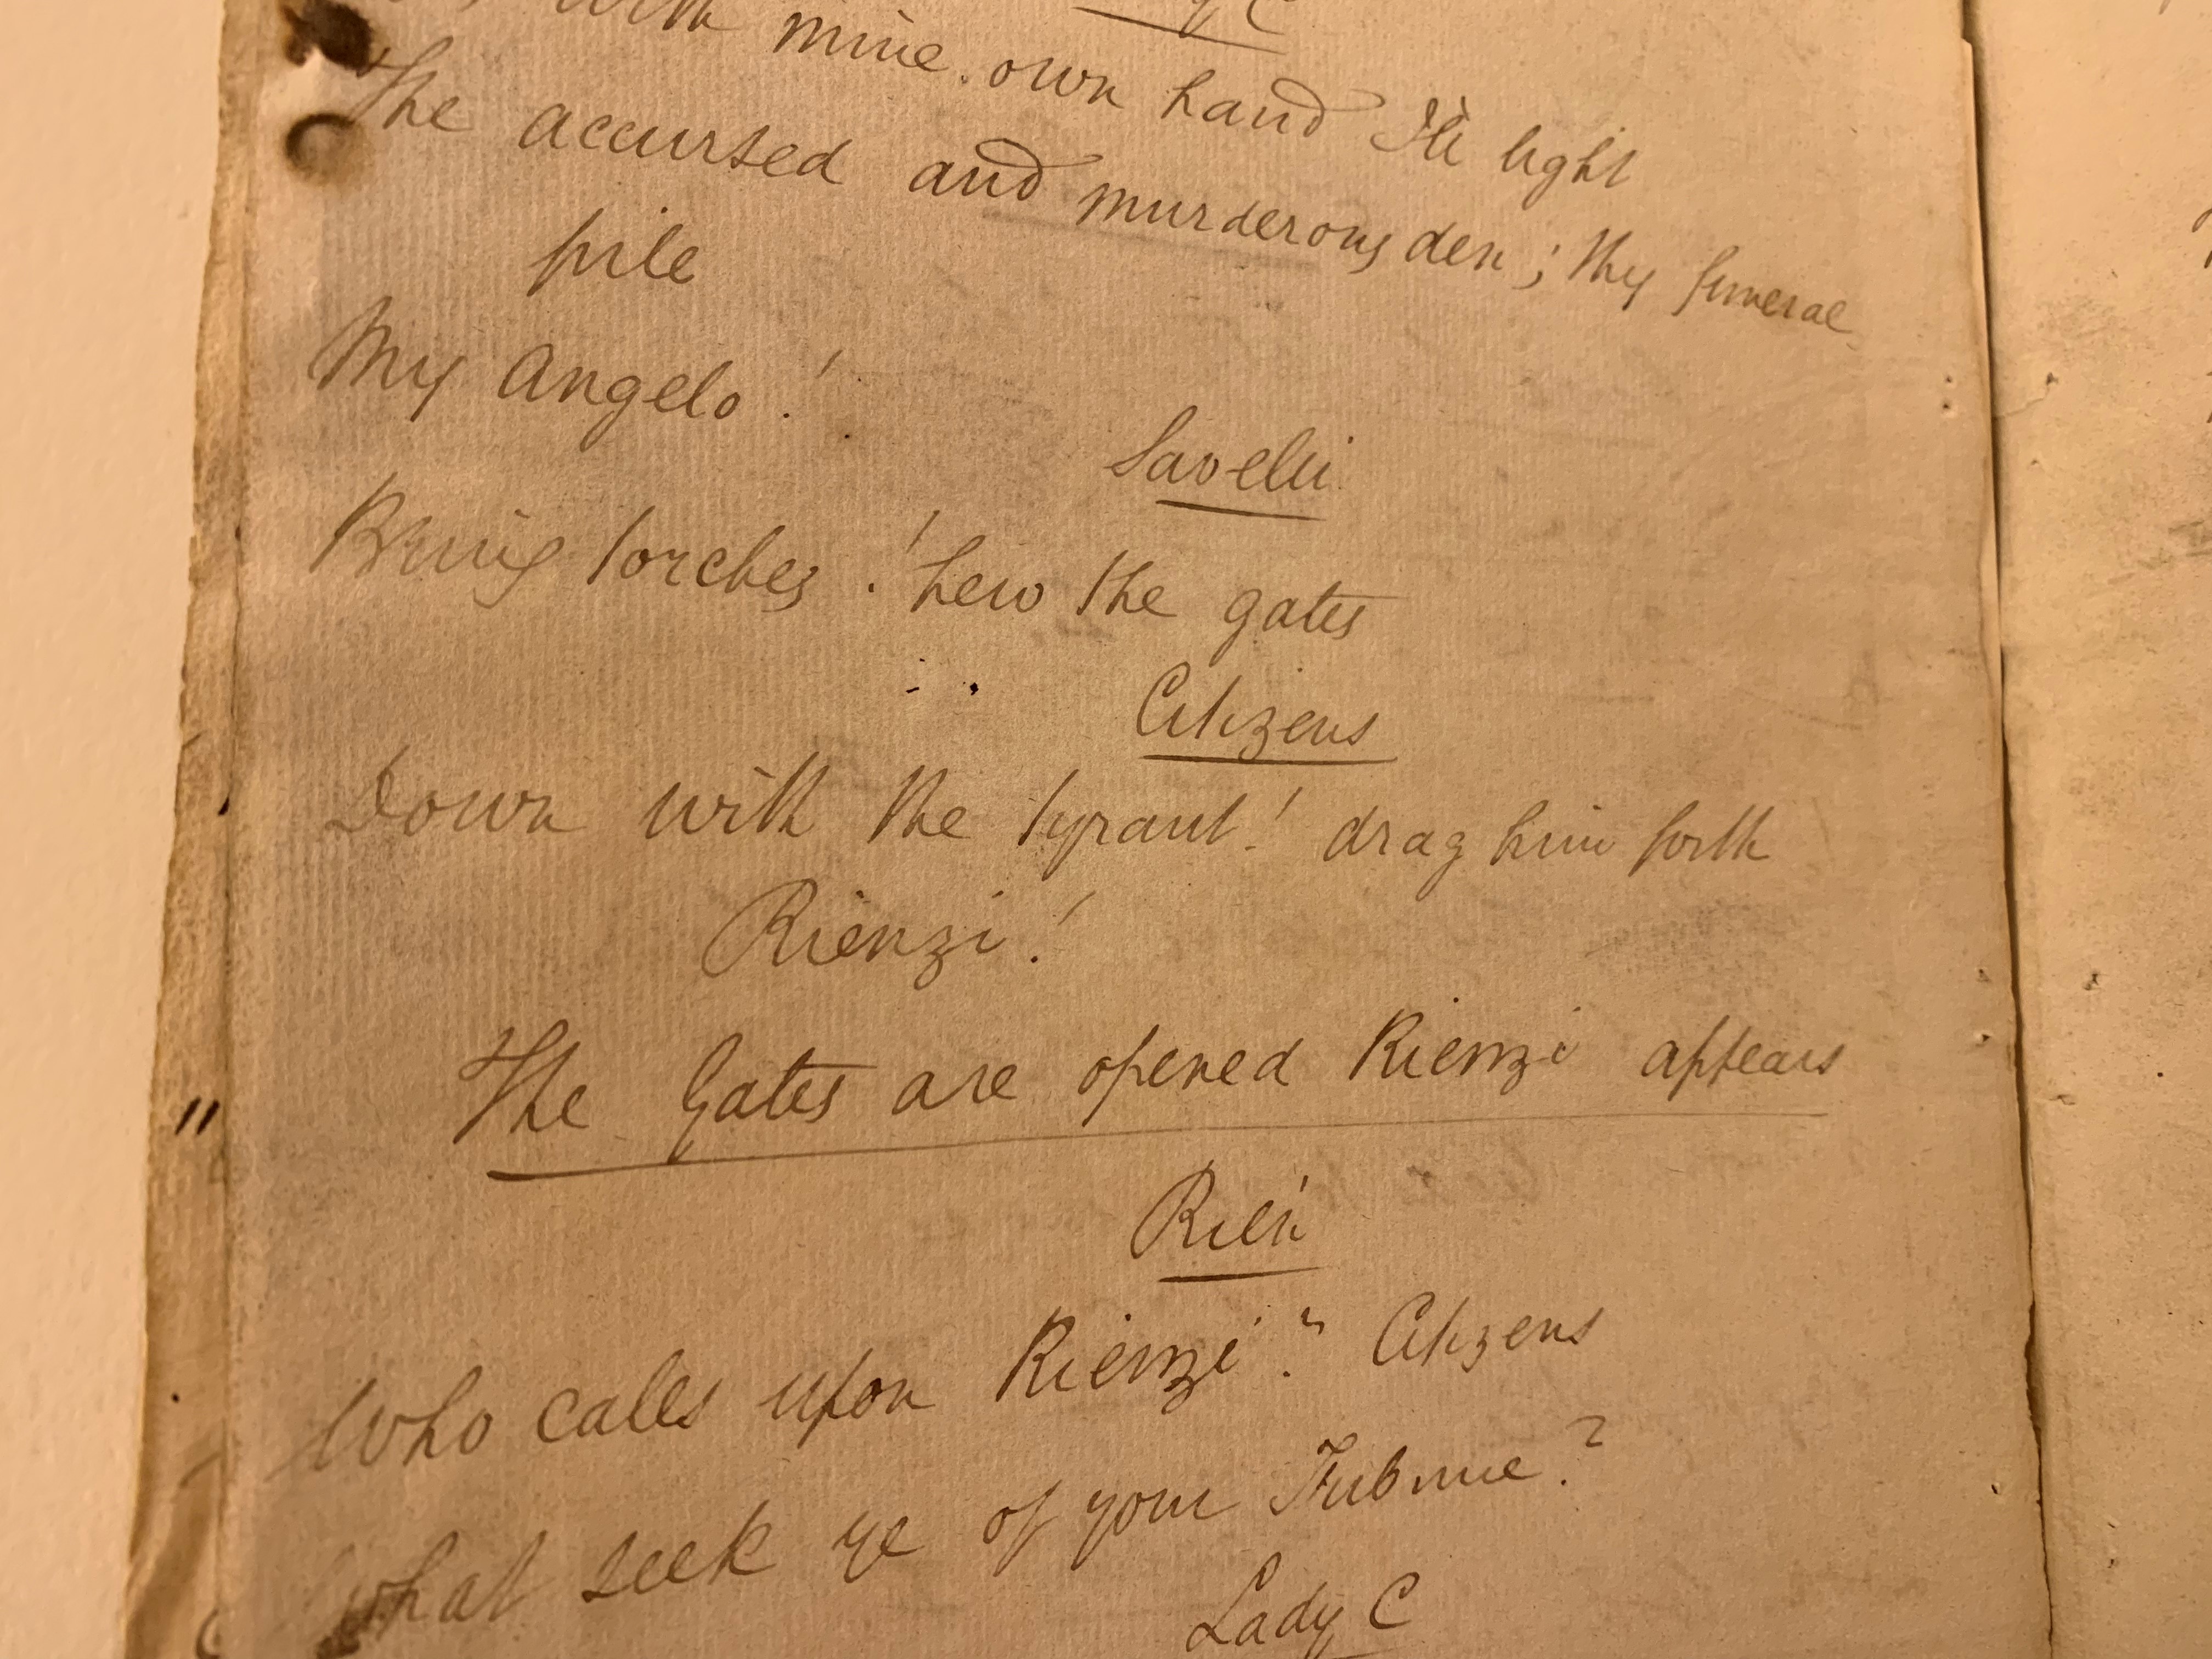 with mine own hand I'll light
The accursed and murderous den; thy funeral
pile
My Angelo!
Savelli
Bring torches! hew the gates
Citizens
Down with the tyrant! drag him forth
Rienzi!
The Gates are opened Rienzi appears
Rien
Who calls upon Rienzi? Citizens
What seek ye of your Tribune?
Lady C